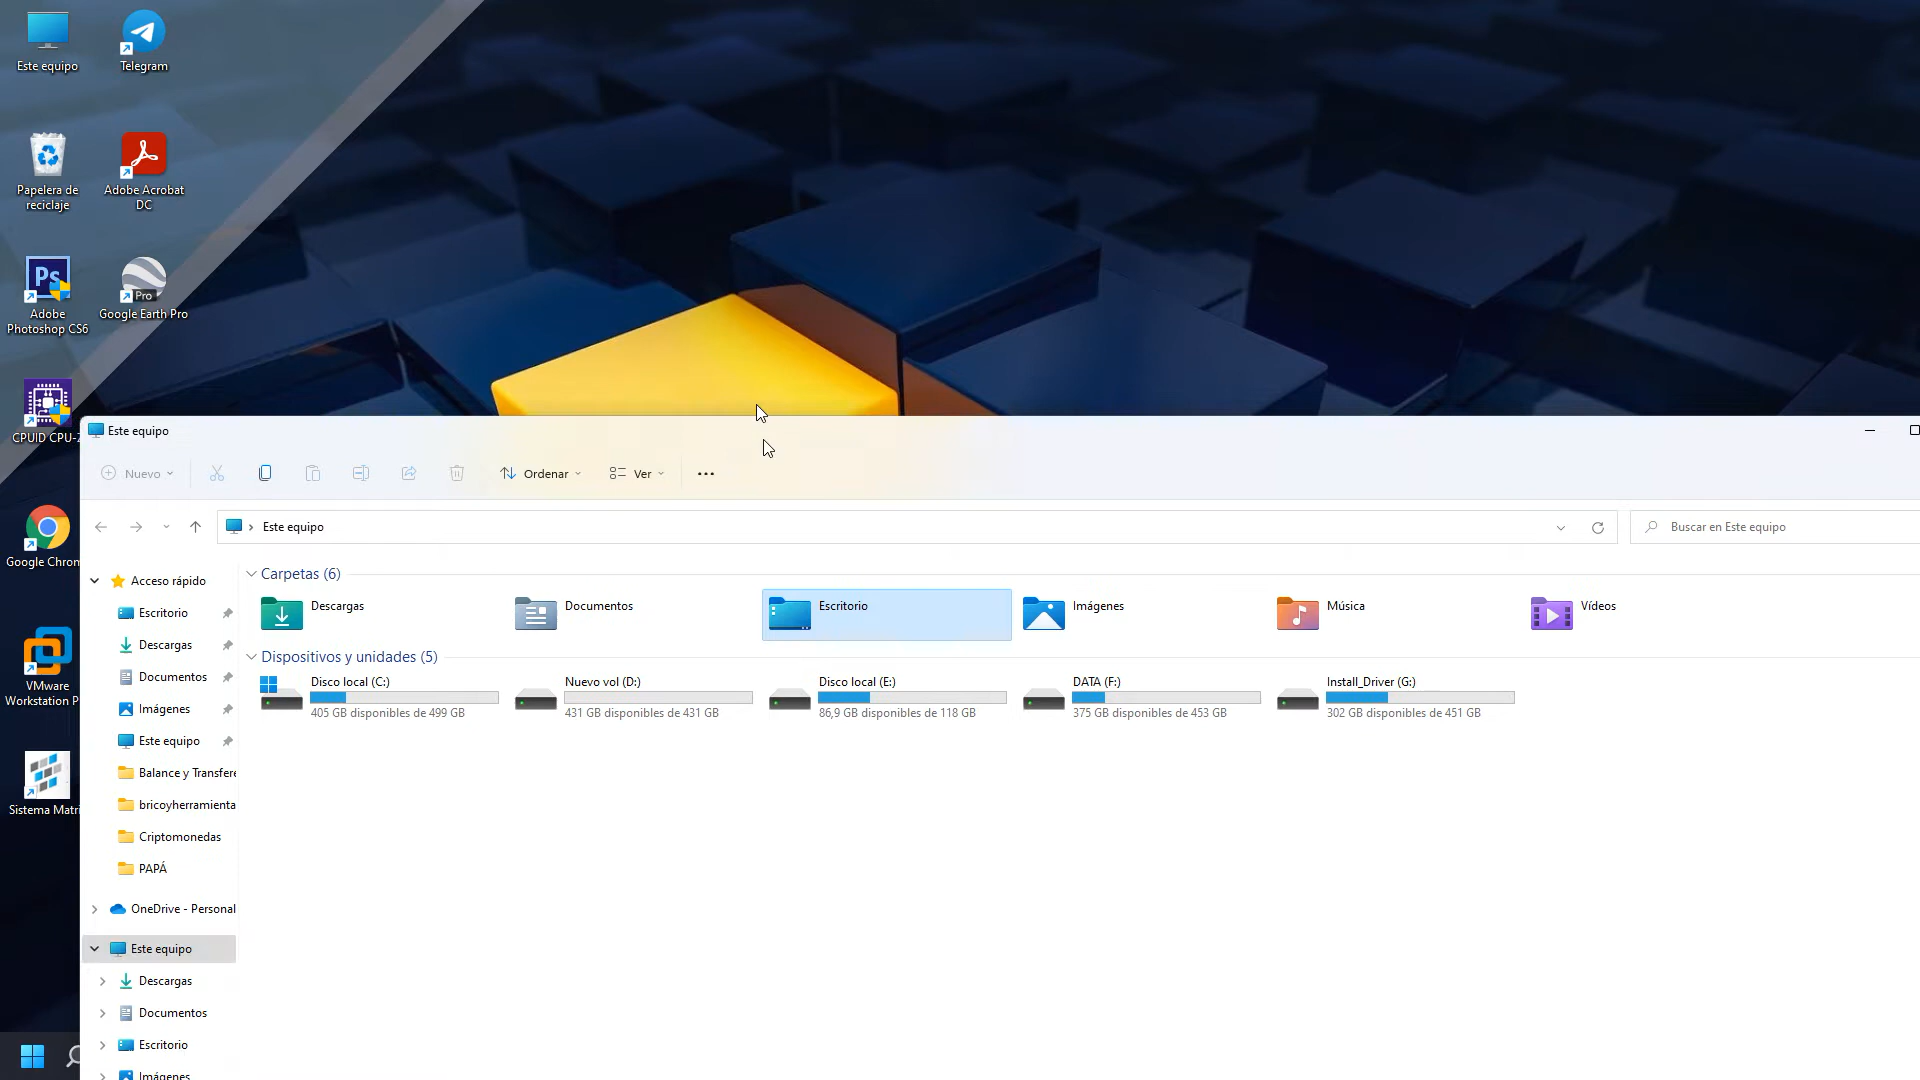 Este equipo
Telegram
Papelera de
reciclaje
Adobe Acrobat
DC
Ps
Adobe
Photoshop CS6
Pro
Google Earth Pro
CPUID CPU-Z
Google Chrom
VMware
Workstation P
Sistema Matri
Este equipo
Nuevo
Ordenar
Ver
Este equipo
Buscar en Este equipo
Acceso rápido
Escritorio
Descargas
Documentos
Imágenes
Este equipo
Balance y Transfere
bricoyherramienta
Criptomonedas
PAPÁ
OneDrive - Personal
Este equipo
Descargas
Documentos
Escritorio
Imágenes
Carpetas (6)
Descargas
Documentos
Escritorio
Imágenes
Música
Vídeos
Dispositivos y unidades (5)
Disco local (C:)
405 GB disponibles de 499 GB
Nuevo vol (D:)
431 GB disponibles de 431 GB
Disco local (E:)
86,9 GB disponibles de 118 GB
DATA (F:)
375 GB disponibles de 453 GB
Install_Driver (G:)
302 GB disponibles de 451 GB